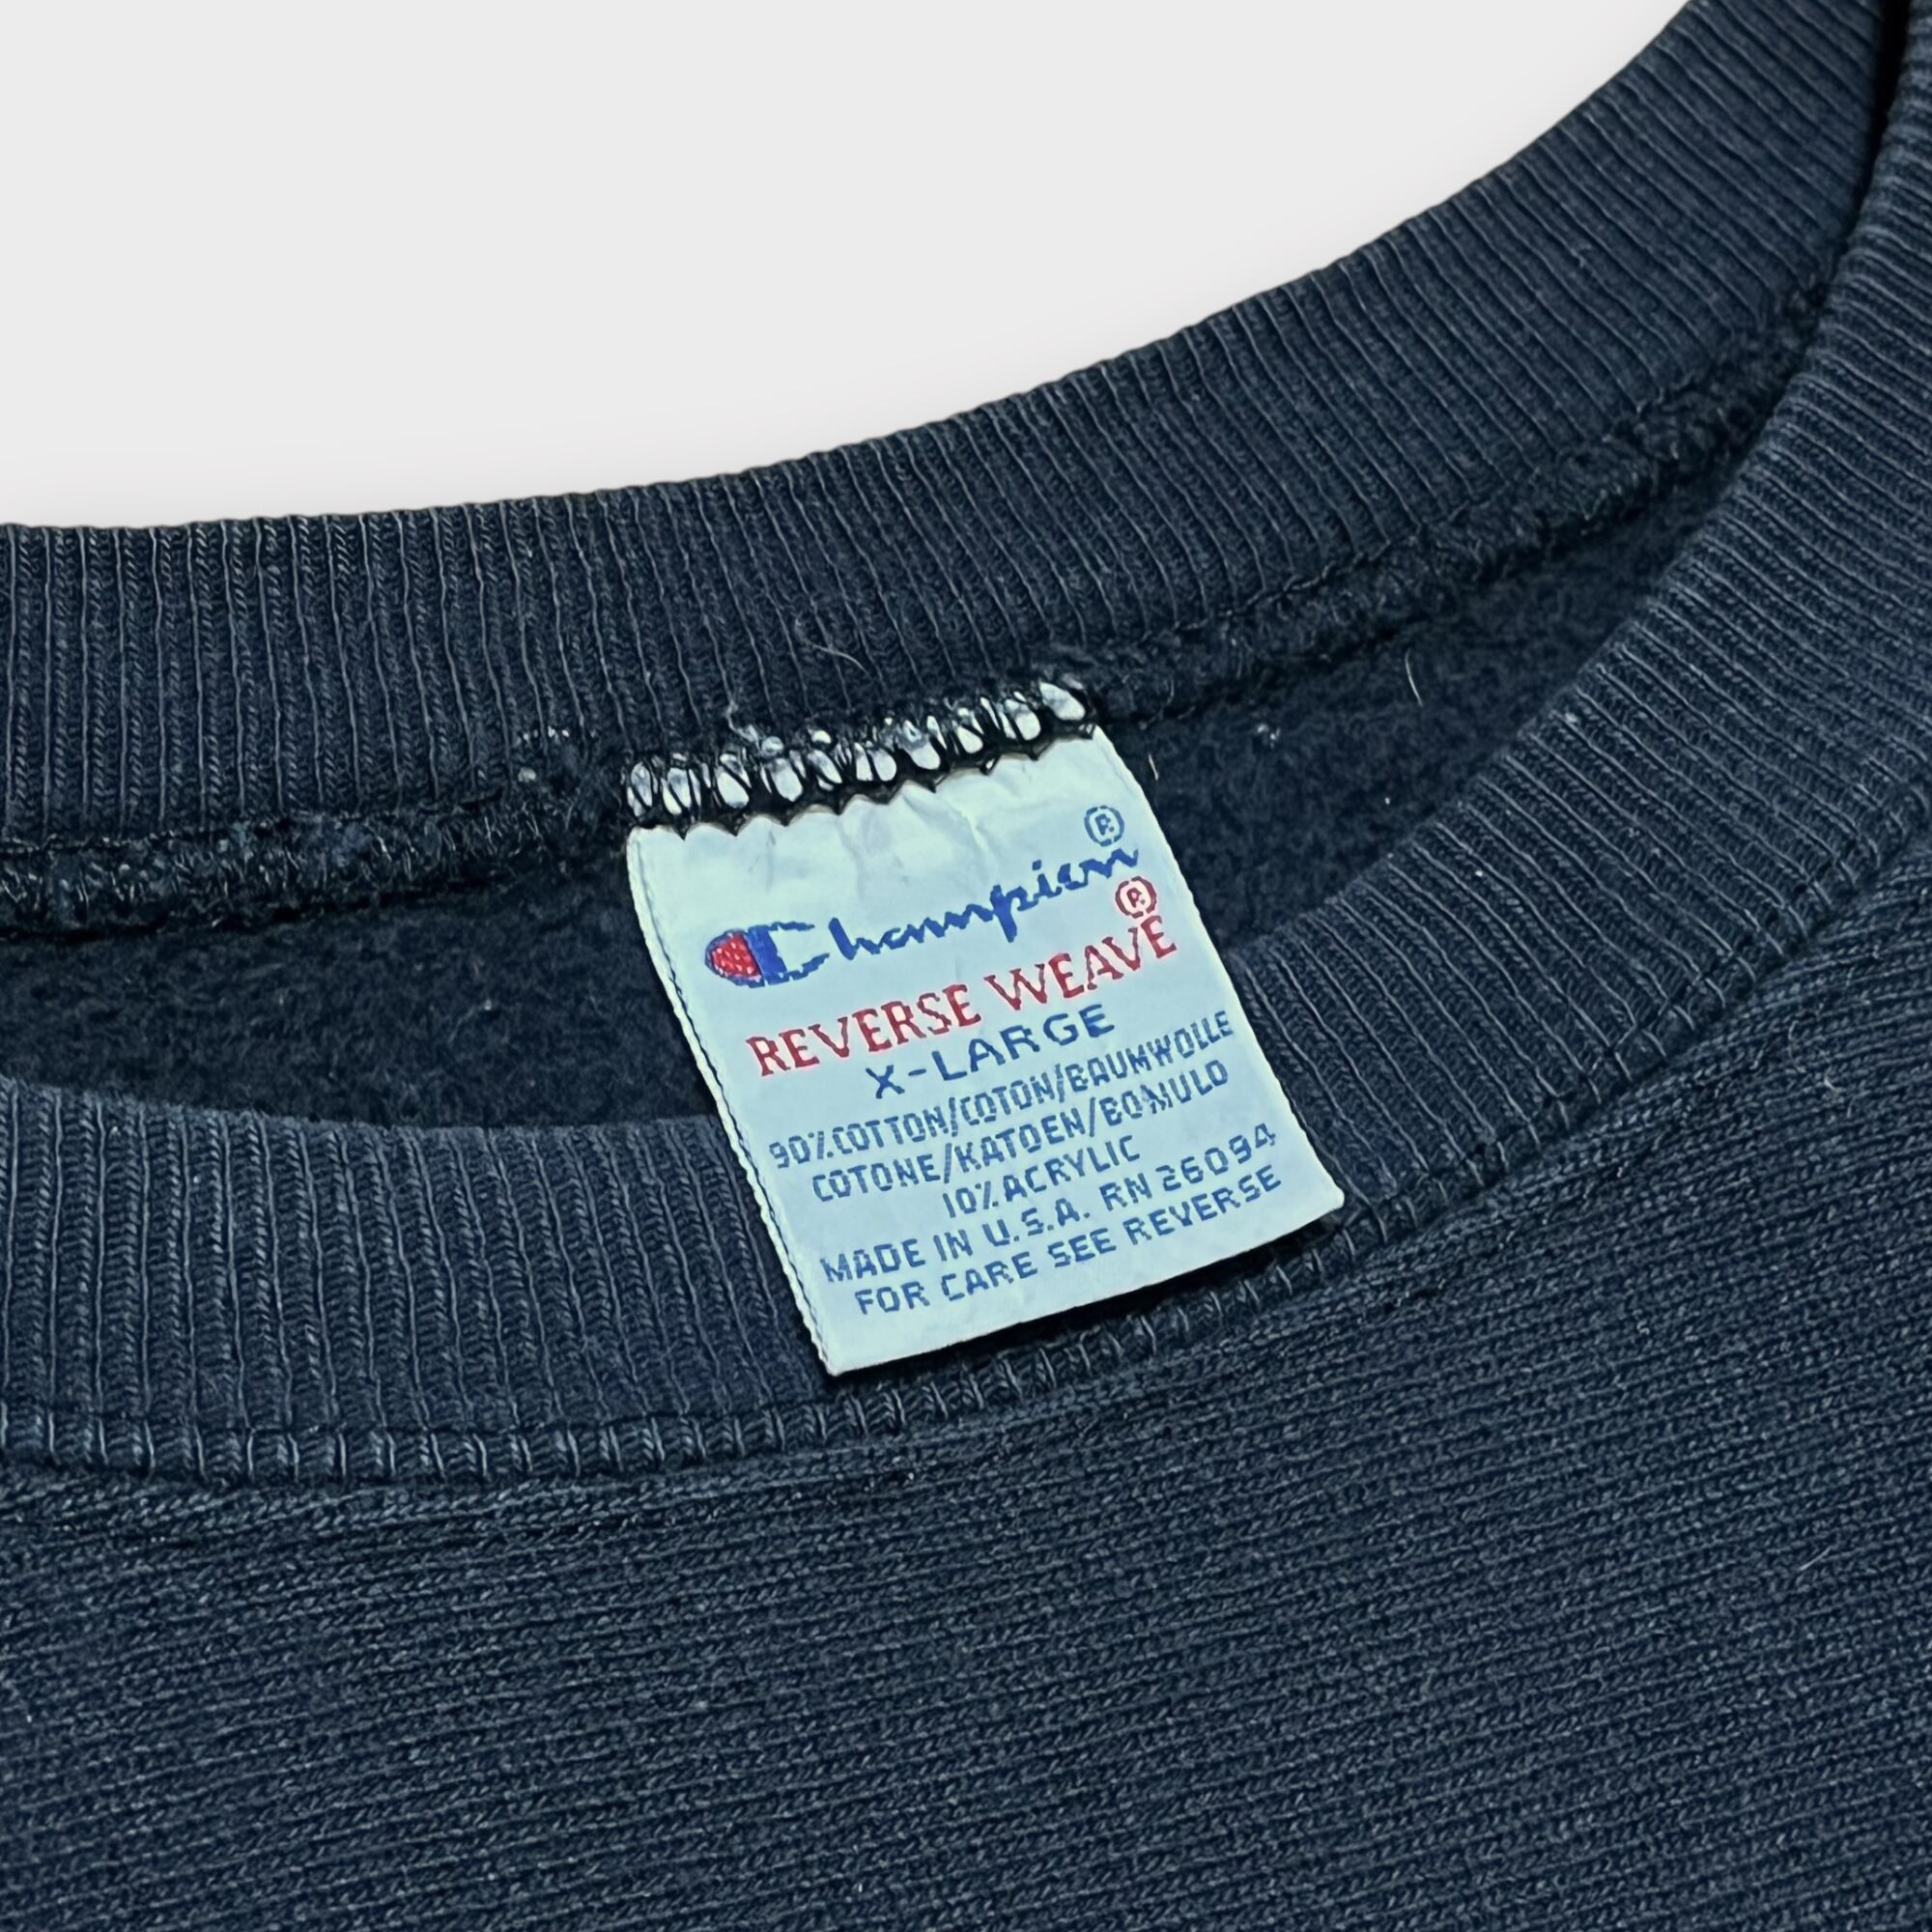 Champion®
REVERSE WEAVE®
X-LARGE
90% COTTON/COTON/BAUMWOLLE
COTONE/KATOEN/BOMULD
10% ACRYLIC
MADE IN U.S.A. RN 26094
FOR CARE SEE REVERSE